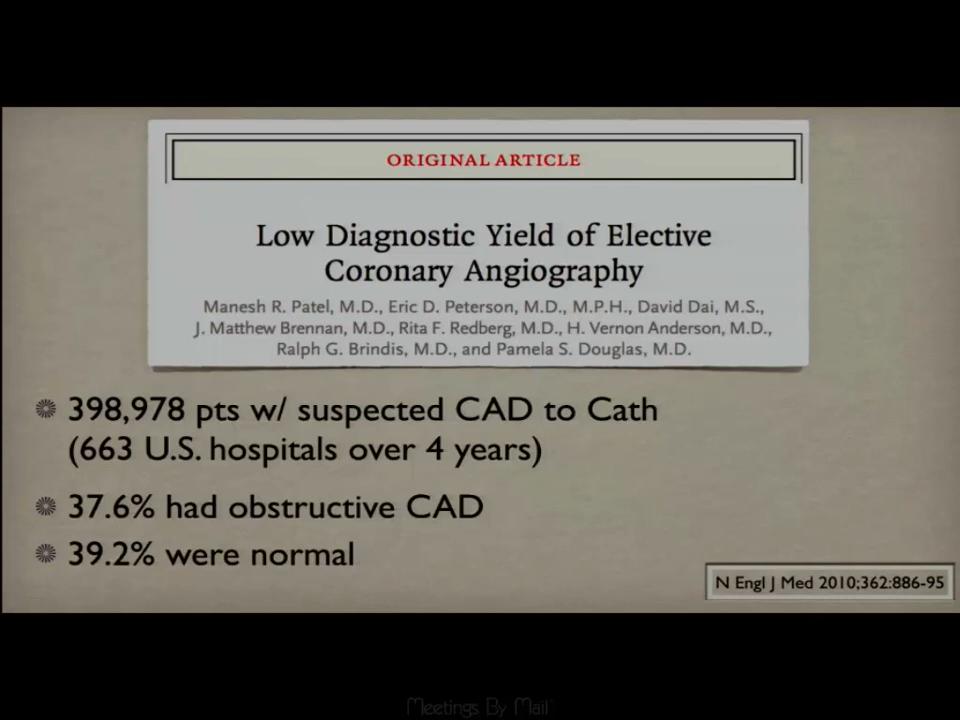 ORIGINAL ARTICLE
Low Diagnostic Yield of Elective
Coronary Angiography
Manesh R. Patel, M.D., Eric D. Peterson, M.D., M.P.H., David Dai, M.S.,
J. Matthew Brennan, M.D., Rita F. Redberg, M.D., H. Vernon Anderson, M.D.,
Ralph G. Brindis, M.D., and Pamela S. Douglas, M.D.
398,978 pts w/ suspected CAD to Cath
(663 U.S. hospitals over 4 years)
37.6% had obstructive CAD
39.2% were normal
N Engl J Med 2010;362:886-95
Meetings By Mail